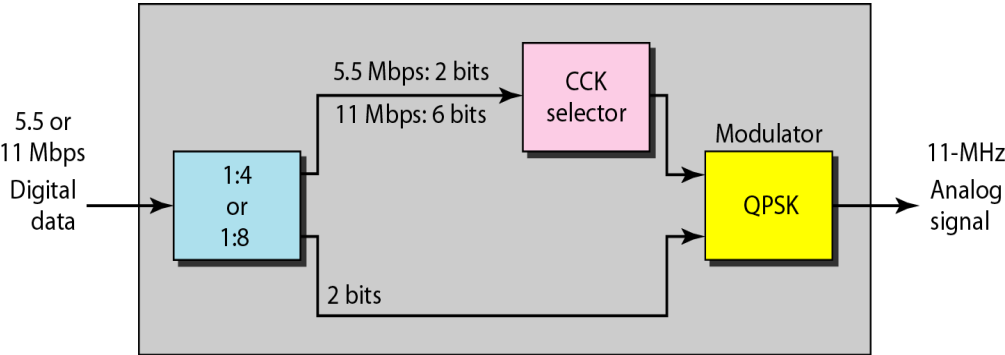 5.5 or
11 Mbps
Digital
data
1:4
or
1:8
5.5 Mbps: 2 bits
11 Mbps: 6 bits
2 bits
CCK
selector
Modulator
QPSK
11-MHz
Analog
signal